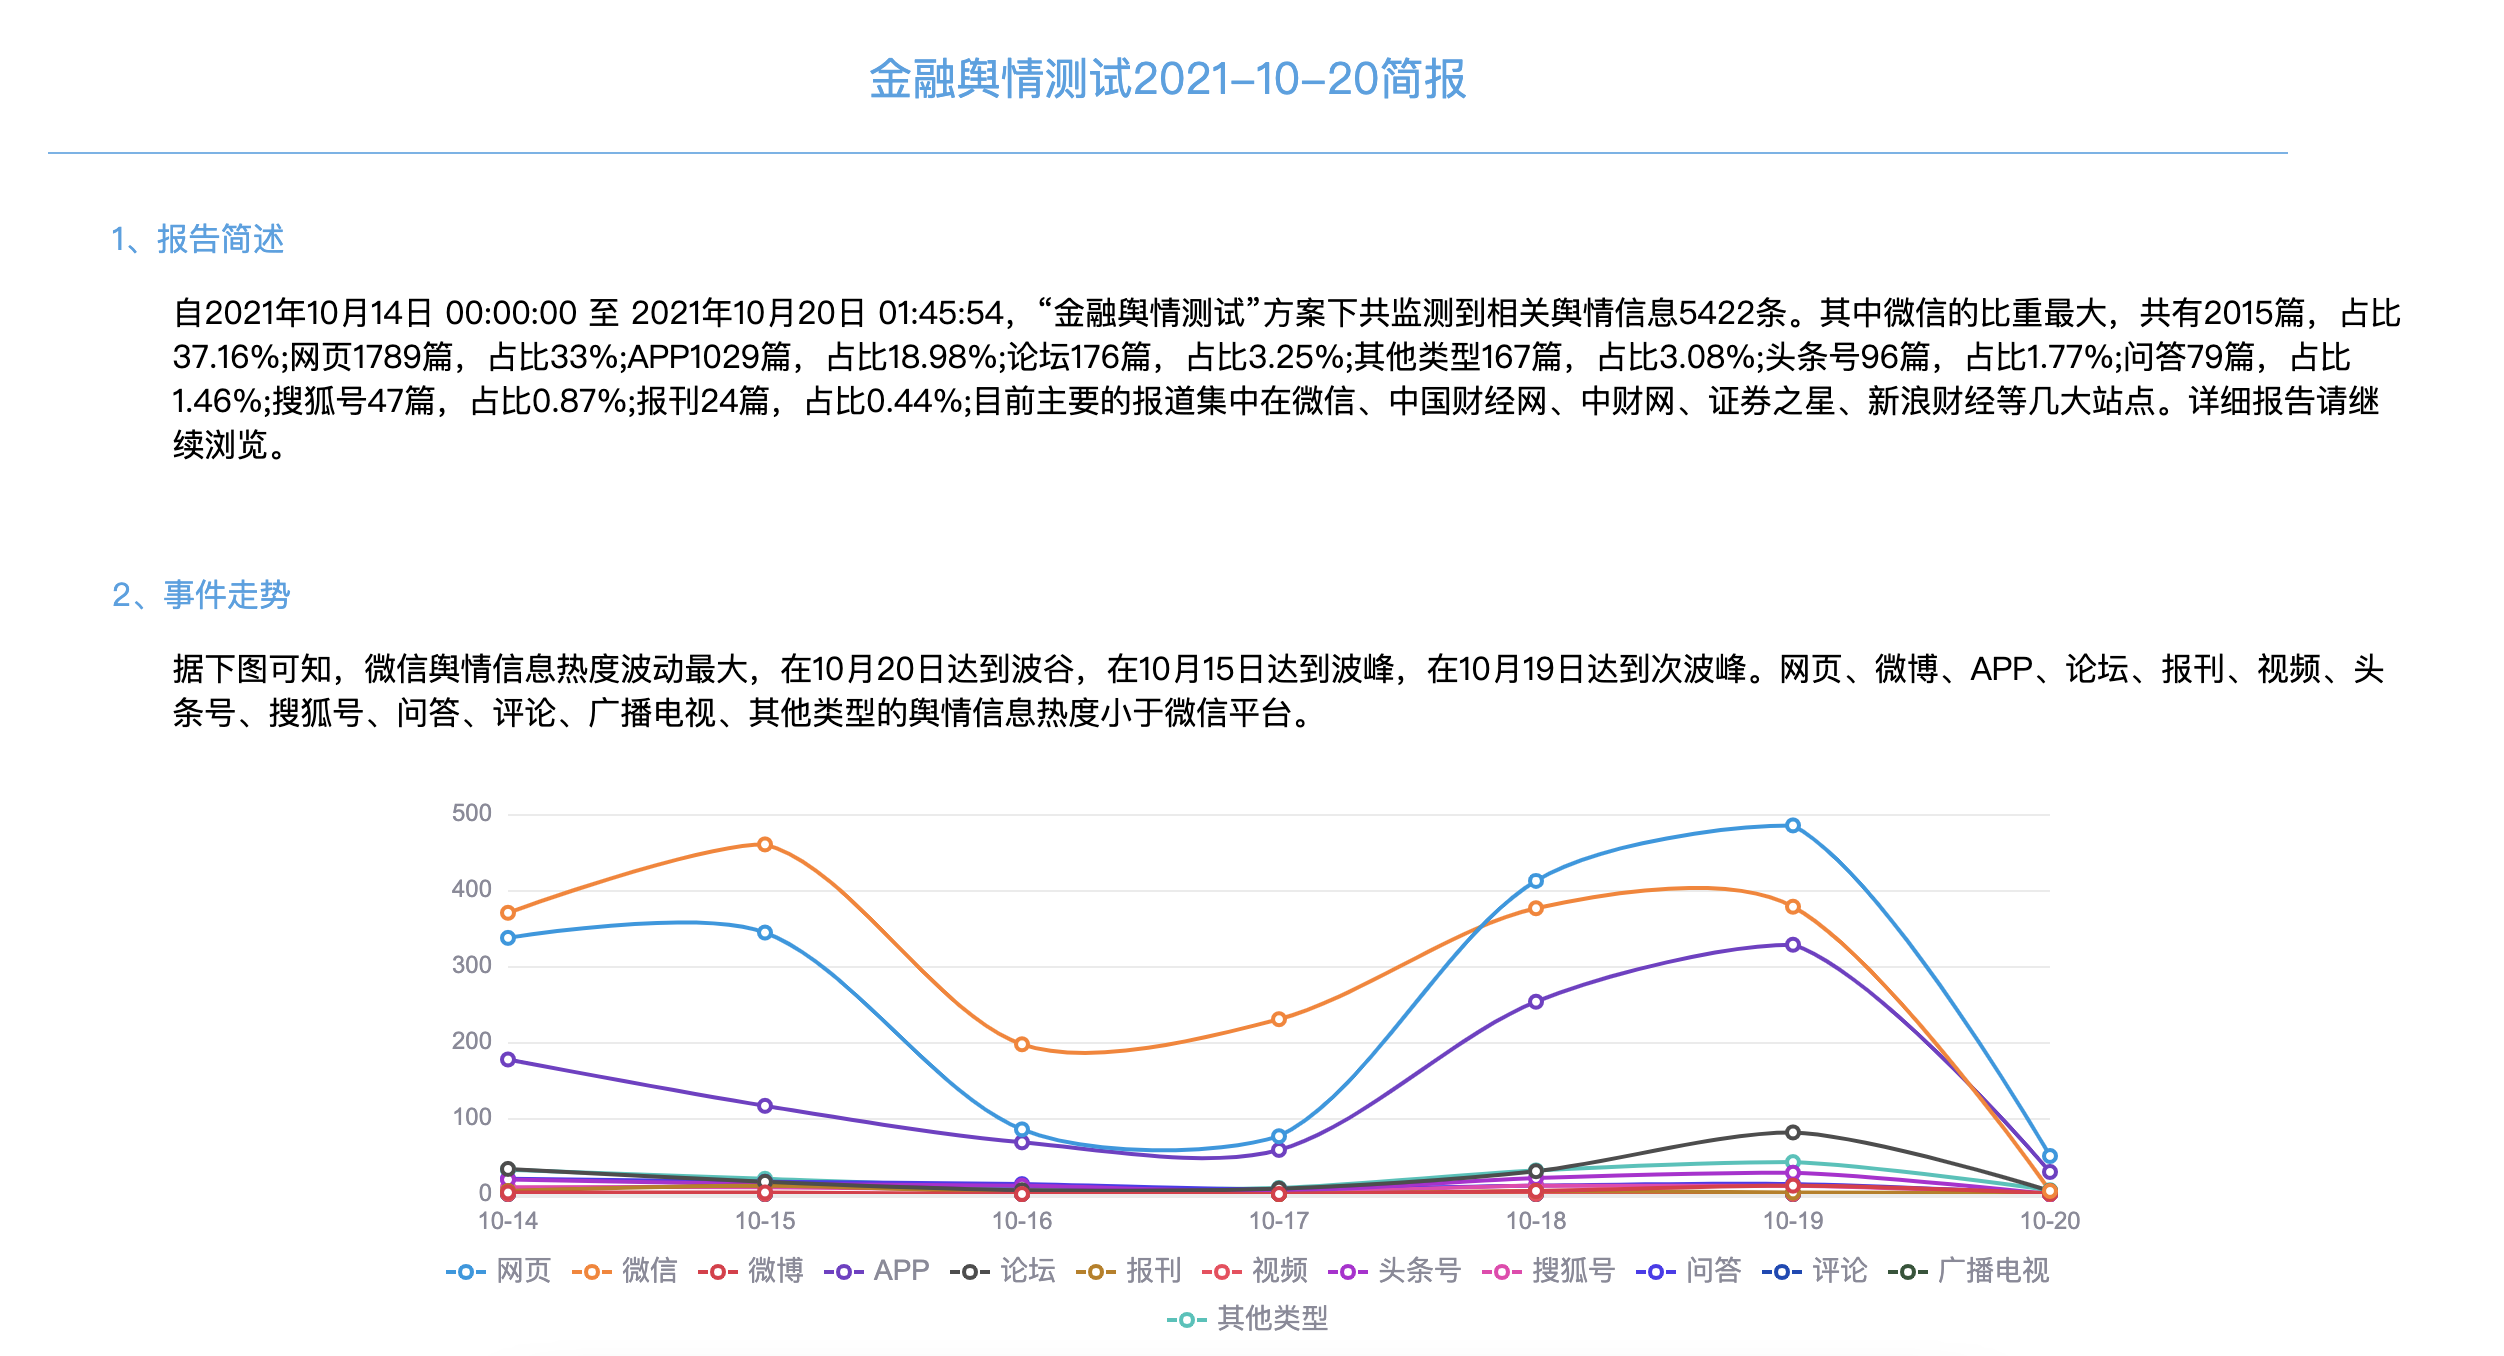 金融舆情测试2021-10-20简报
1、报告简述
自2021年10月14日 00:00:00 至 2021年10月20日 01:45:54，“金融舆情测试”方案下共监测到相关舆情信息5422条。其中微信的比重最大，共有2015篇，占比
37.16%;网页1789篇，占比33%;APP1029篇，占比18.98%;论坛176篇，占比3.25%;其他类型167篇，占比3.08%;头条号96篇，占比1.77%;问答79篇，占比
1.46%;搜狐号47篇，占比0.87%;报刊24篇，占比0.44%;目前主要的报道集中在微信、中国财经网、中财网、证券之星、新浪财经等几大站点。详细报告请继
续浏览。
2、事件走势
据下图可知，微信舆情信息热度波动最大，在10月20日达到波谷，在10月15日达到波峰，在10月19日达到次波峰。网页、微博、APP、论坛、报刊、视频、头
条号、搜狐号、问答、评论、广播电视、其他类型的舆情信息热度小于微信平台。
500
400
300
200
100
0
10-14 10-15 10-16 10-17 10-18 10-19 10-20
网页 微信 微博 APP 论坛 报刊 视频 头条号 搜狐号 问答 评论 广播电视
其他类型